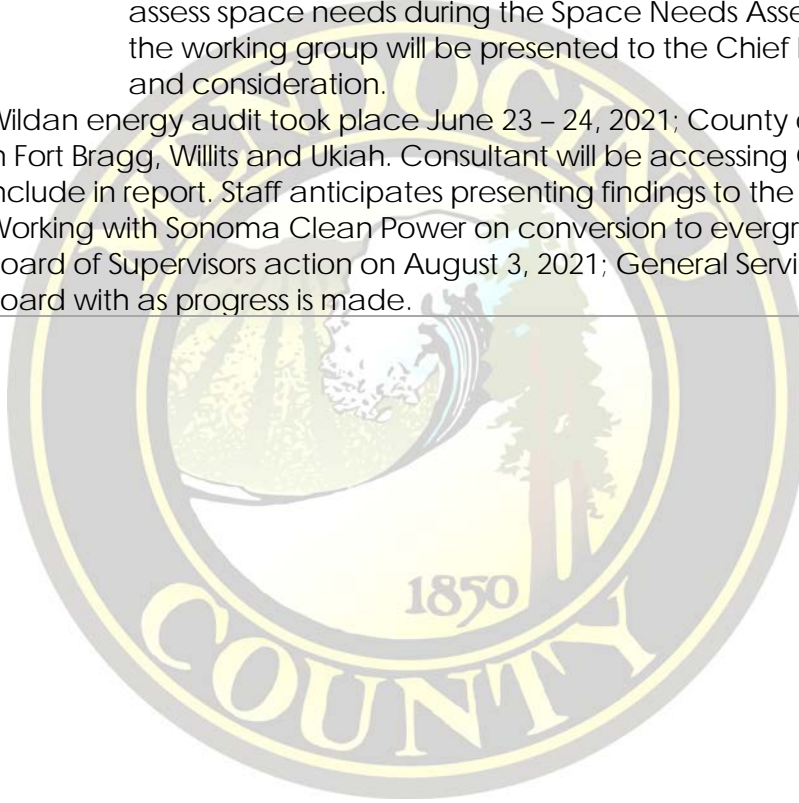 assess space needs during the Space Needs Asse
the working group will be presented to the Chief
and consideration.
Wildan energy audit took place June 23 – 24, 2021; County
n Fort Bragg, Willits and Ukiah. Consultant will be accessing
nclude in report. Staff anticipates presenting findings to the
Working with Sonoma Clean Power on conversion to evergr
oard of Supervisors action on August 3, 2021; General Servi
oard with as progress is made.
MENDOCINO
1850
COUNTY